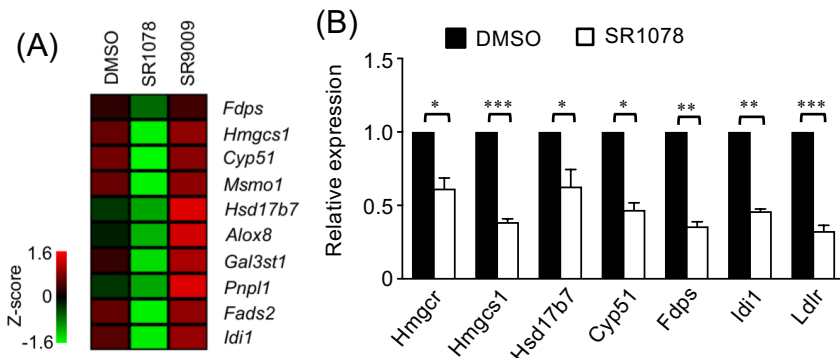 (A)
DMSO
SR1078
SR9009
Fdps
Hmgcs1
Cyp51
Msmo1
Hsd17b7
Alox8
Gal3st1
Pnpl1
Fads2
Idi1
1.6
0
-1.6
Z-score
(B)
DMSO SR1078
Relative expression
1.5
1.0
0.5
0
* *** * * ** ** ***
Hmgcr Hmgcs1 Hsd17b7 Cyp51 Fdps Idi1 Ldlr